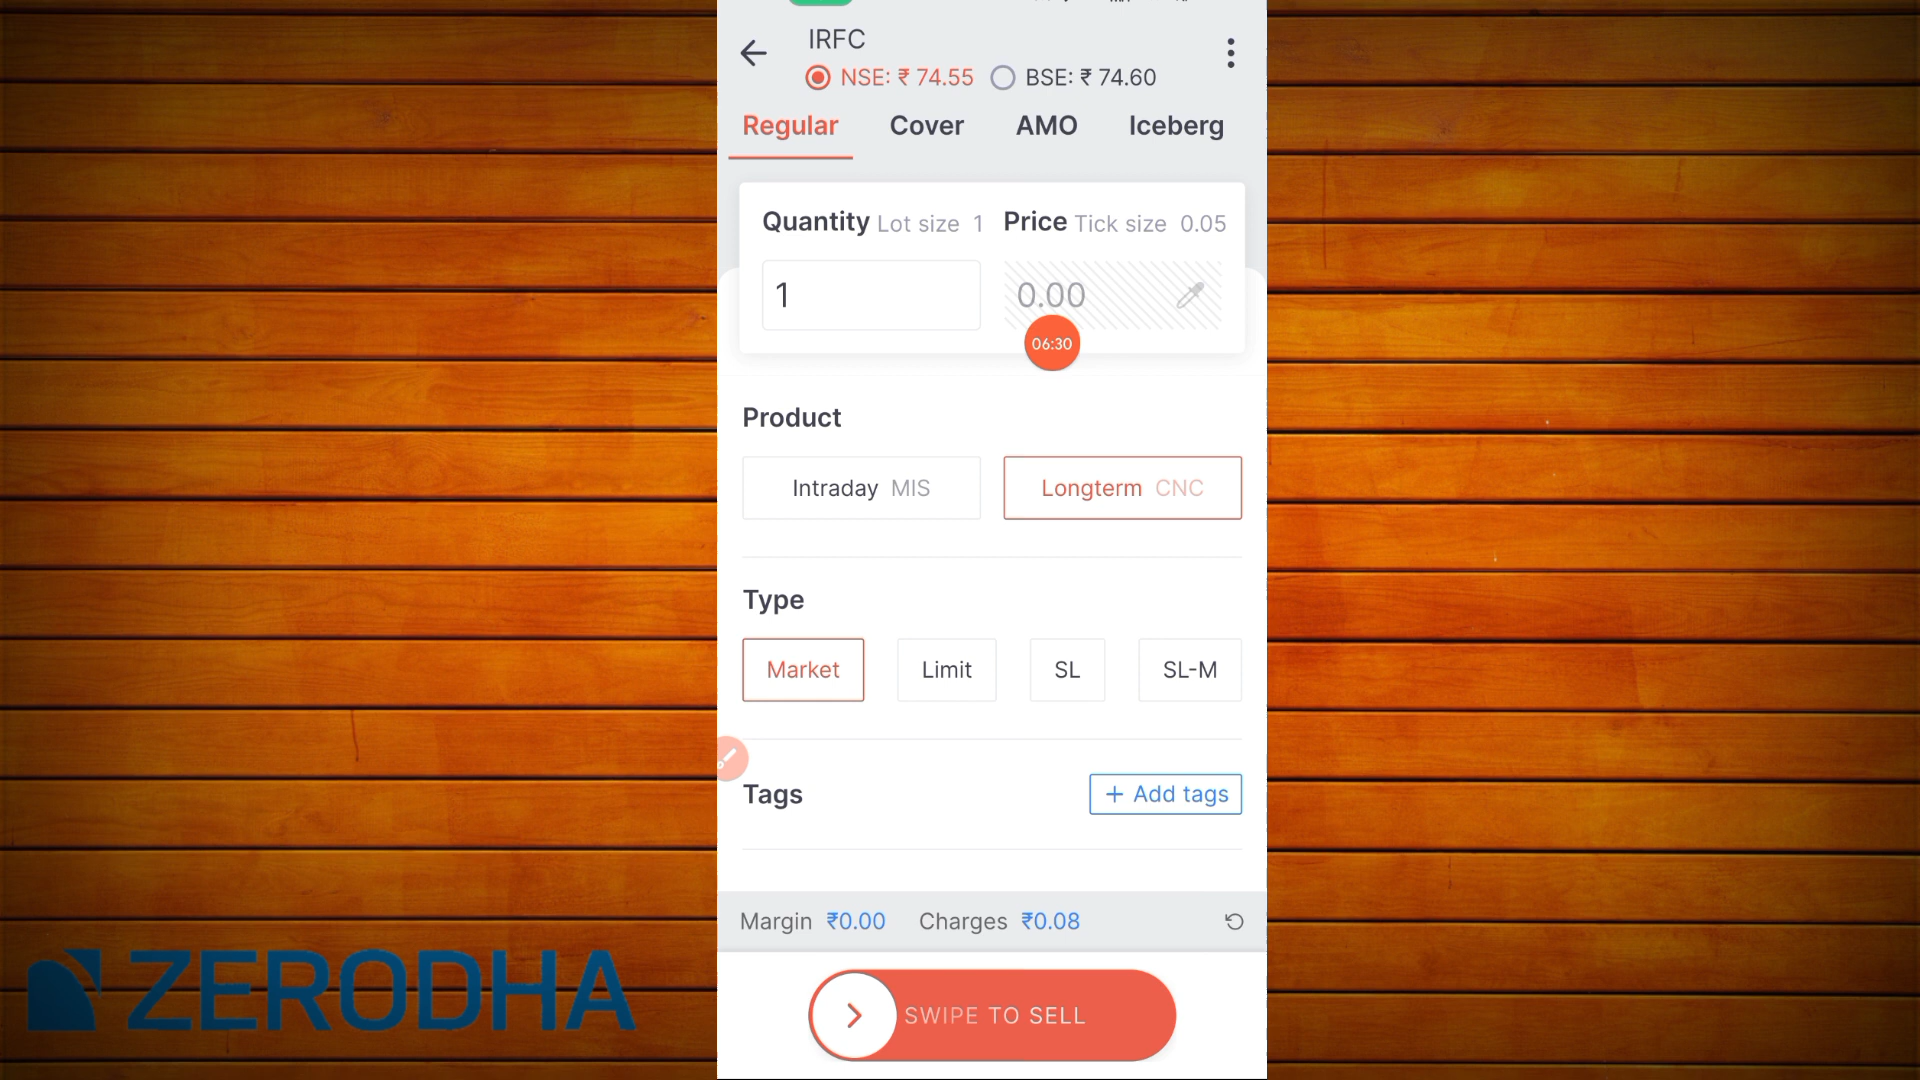 IRFC
NSE: ₹ 74.55 BSE: ₹ 74.60
Regular Cover AMO Iceberg
Quantity Lot size 1 Price Tick size 0.05
1 0.00
06:30
Product
Intraday MIS Longterm CNC
Type
Market Limit SL SL-M
Tags + Add tags
Margin ₹0.00 Charges ₹0.08
SWIPE TO SELL
ZERODHA